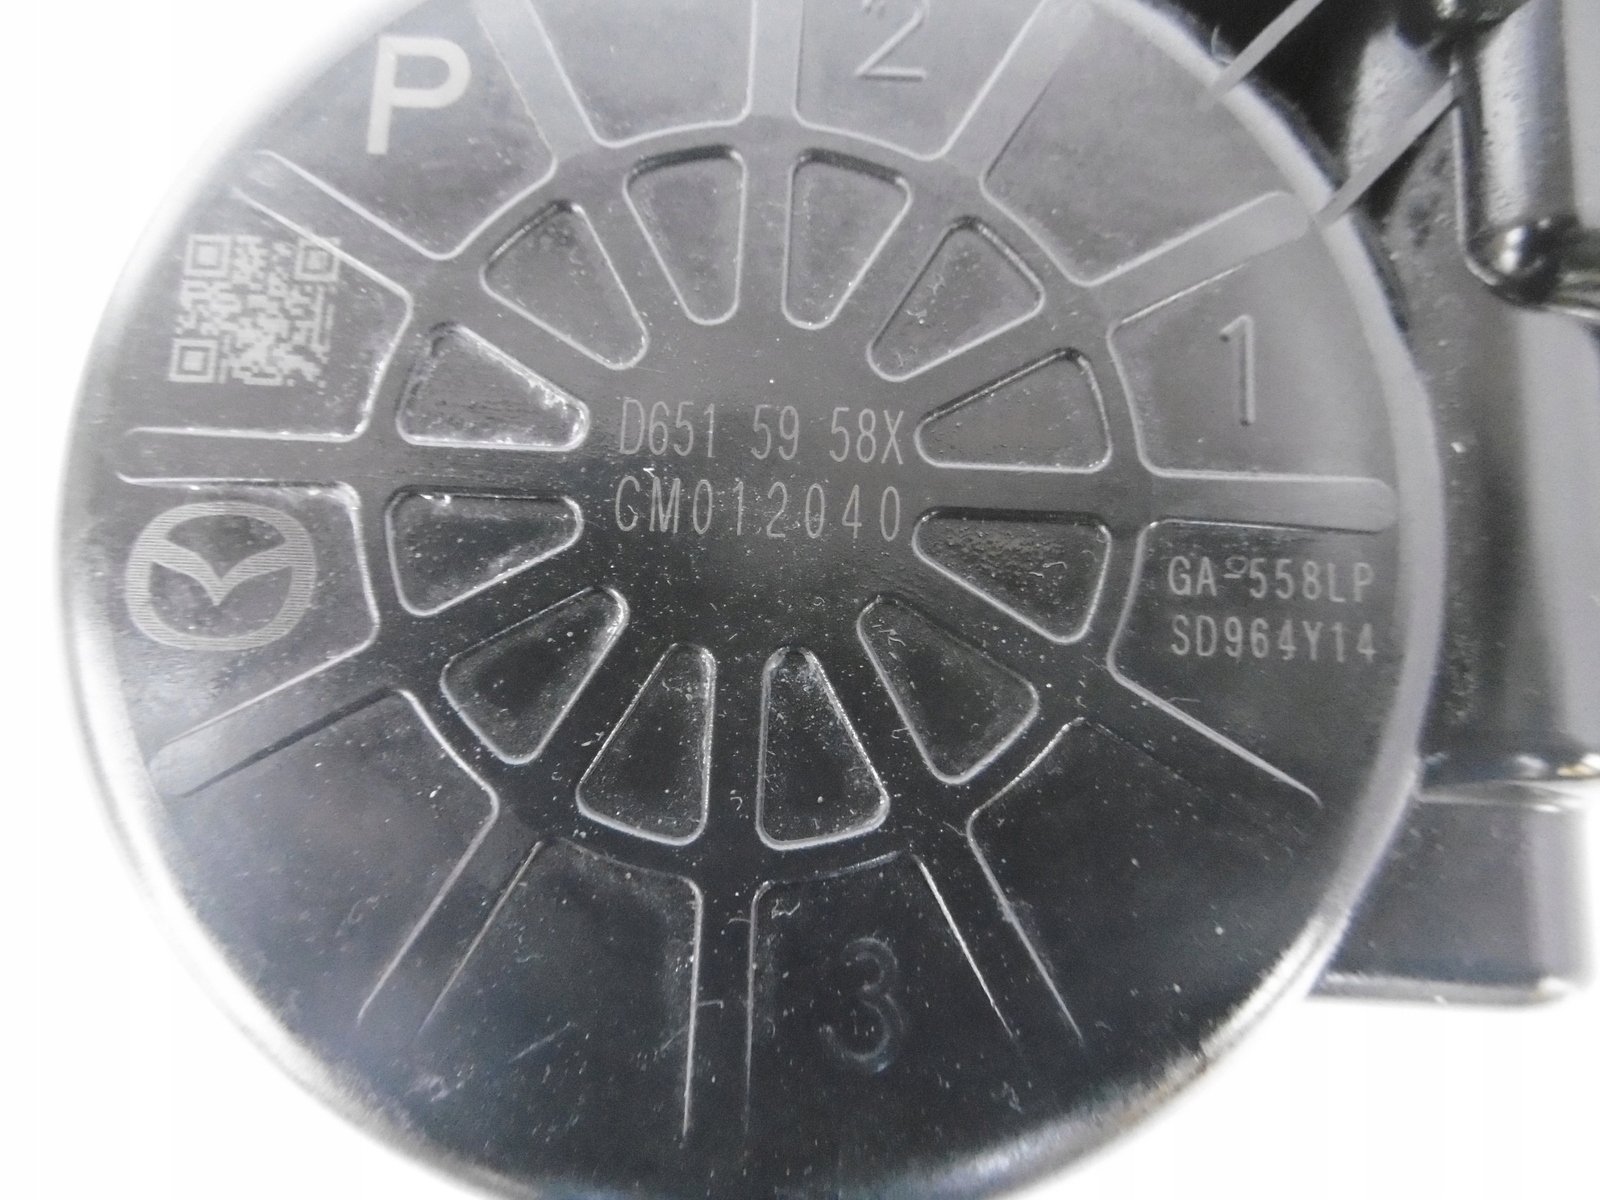 P
2
1
D651 59 58X
CM012040
GA-558LP
SD964Y14
3